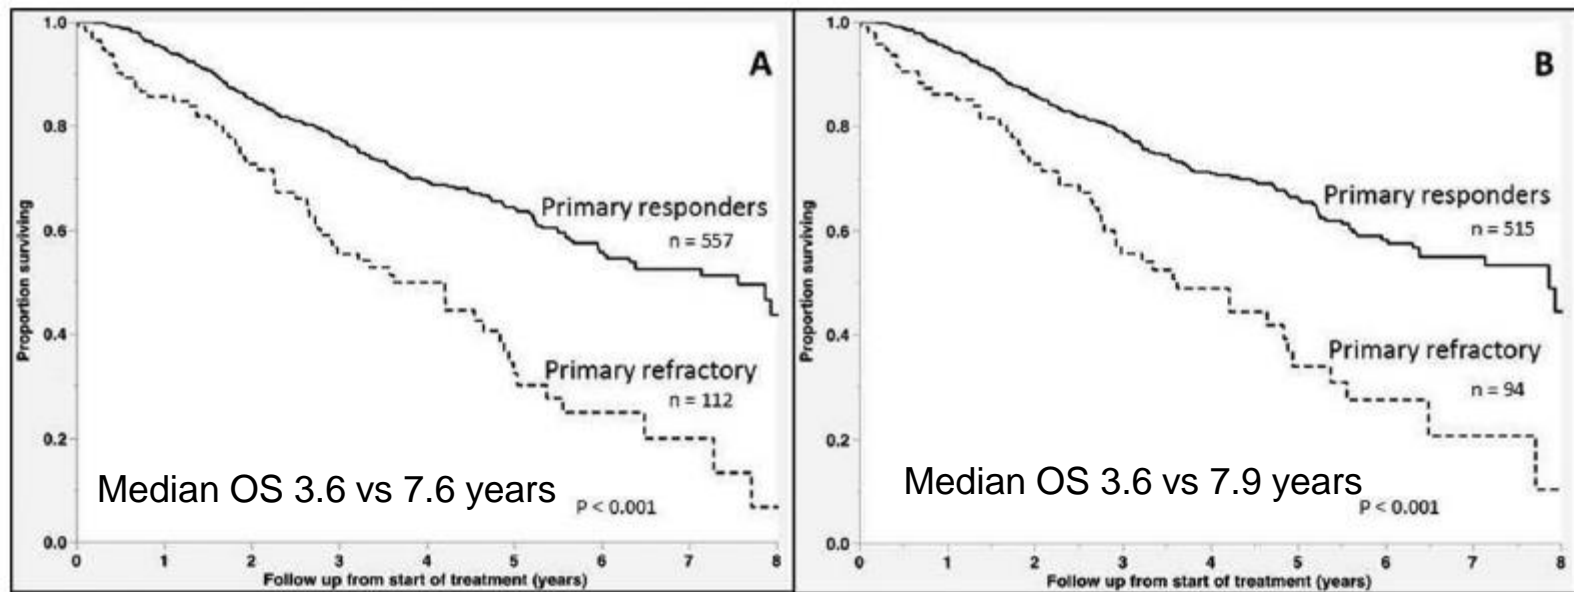 A
1.0
0.8
0.6
0.4
0.2
0.0
Proportion surviving
Primary responders
n = 557
Primary refractory
n = 112
Median OS 3.6 vs 7.6 years
P < 0.001
0 1 2 3 4 5 6 7 8
Follow up from start of treatment (years)
B
1.0
0.8
0.6
0.4
0.2
0.0
Proportion surviving
Primary responders
n = 515
Primary refractory
n = 94
Median OS 3.6 vs 7.9 years
P < 0.001
0 1 2 3 4 5 6 7 8
Follow up from start of treatment (years)